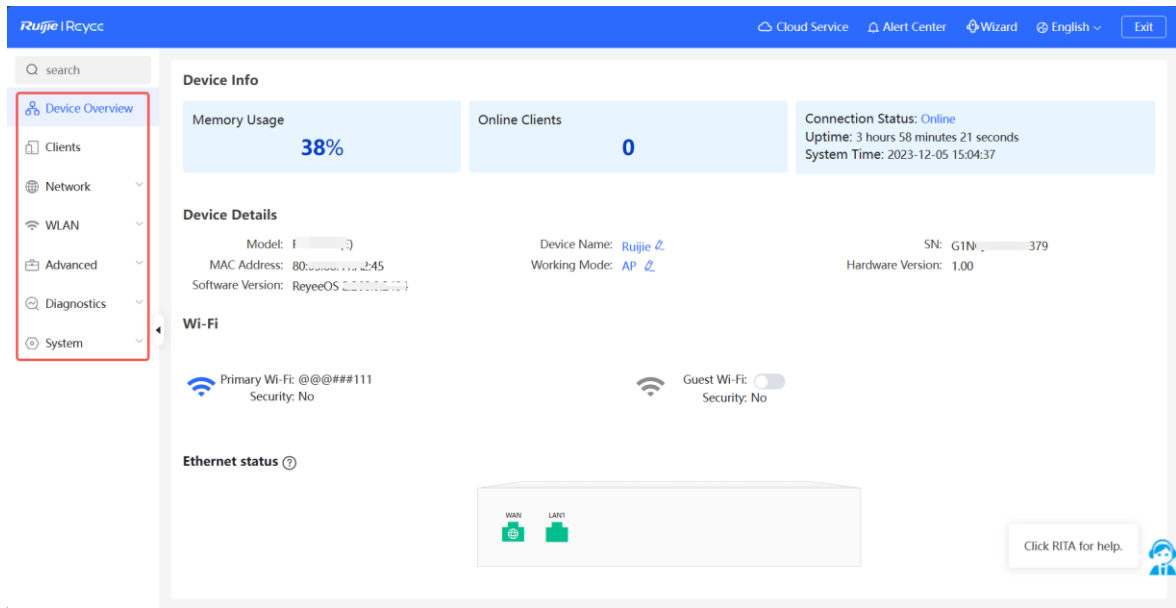 Ruijie | Rcycc
Cloud Service Alert Center Wizard English Exit
search
Device Overview
Clients
Network
WLAN
Advanced
Diagnostics
System
Device Info
Memory Usage
38%
Online Clients
0
Connection Status: Online
Uptime: 3 hours 58 minutes 21 seconds
System Time: 2023-12-05 15:04:37
Device Details
Model:
Device Name: Ruijie
SN: G1N 379
MAC Address: 80: :45
Working Mode: AP
Hardware Version: 1.00
Software Version: ReyeeOS
Wi-Fi
Primary Wi-Fi: @@@###111
Security: No
Guest Wi-Fi:
Security: No
Ethernet status ?
WAN LAN1
Click RITA for help.